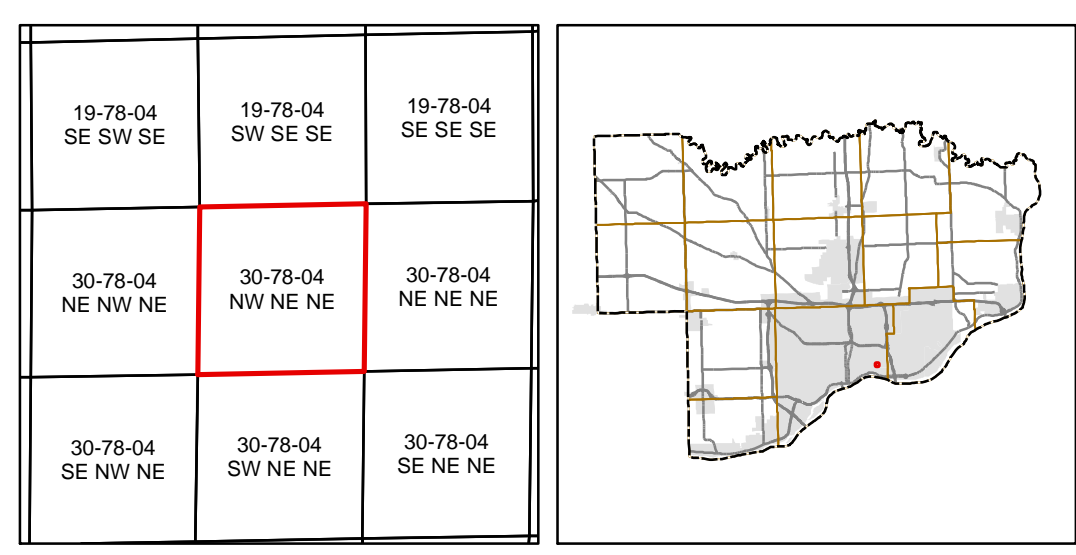 19-78-04
SE SW SE
19-78-04
SW SE SE
19-78-04
SE SE SE
30-78-04
NE NW NE
30-78-04
NW NE NE
30-78-04
NE NE NE
30-78-04
SE NW NE
30-78-04
SW NE NE
30-78-04
SE NE NE